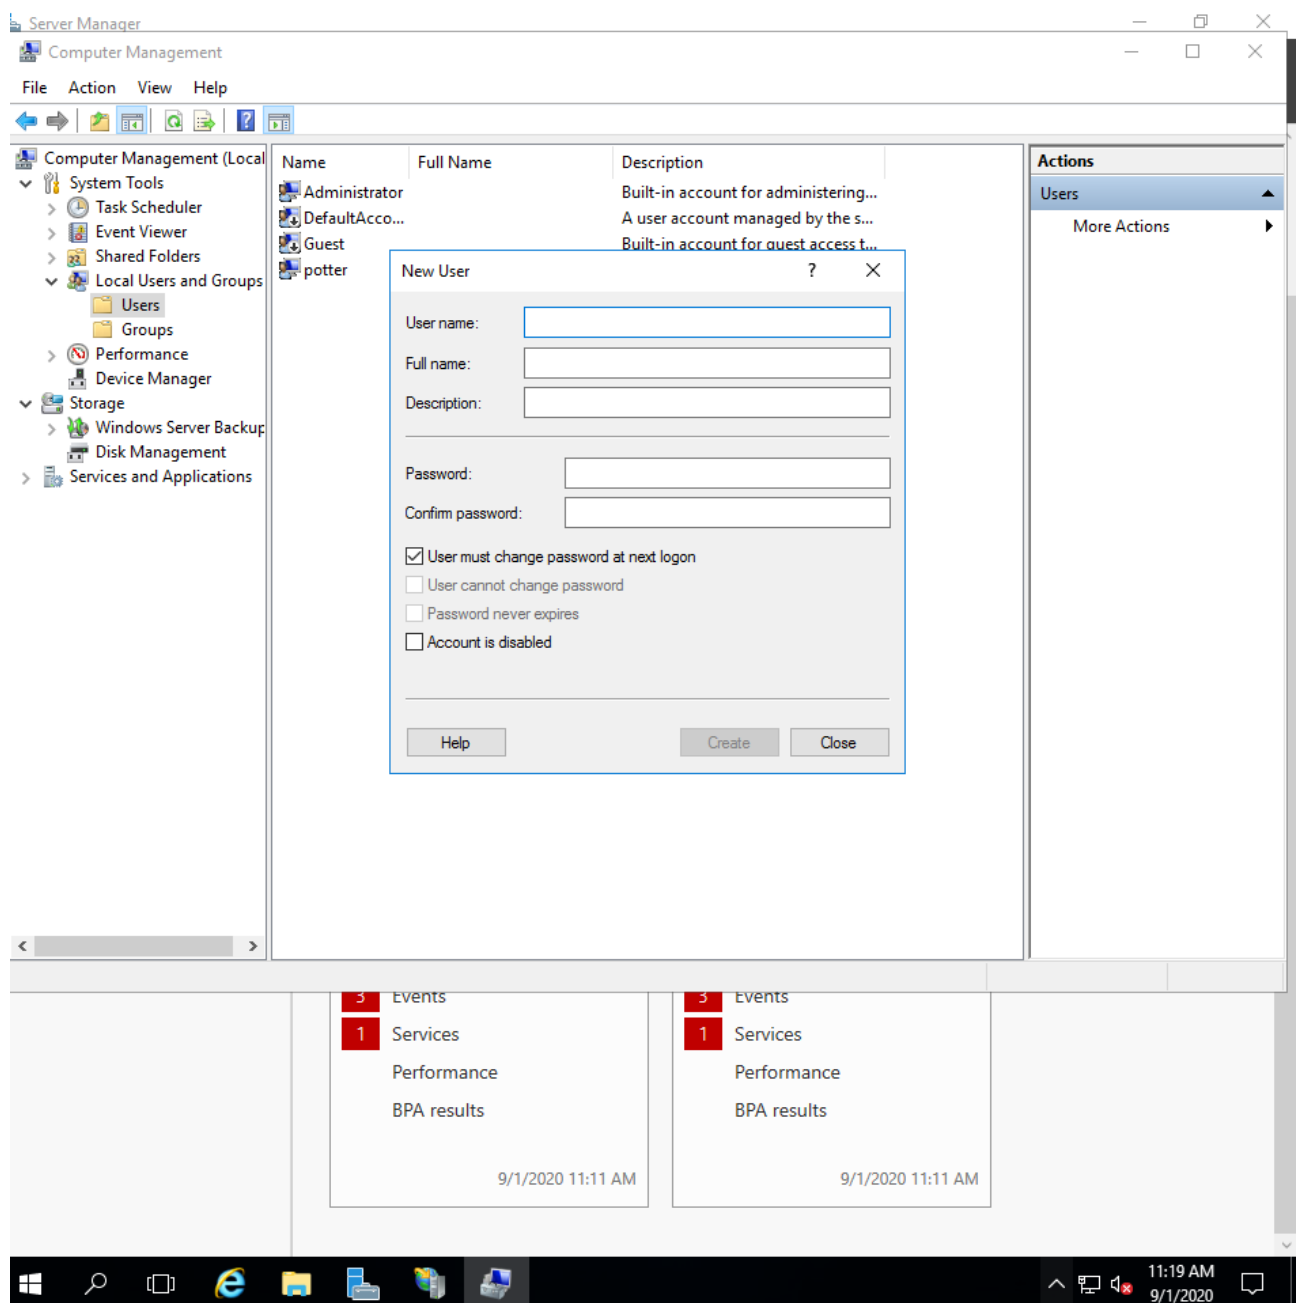 Server Manager
Computer Management
File Action View Help
Computer Management (Local
System Tools
Task Scheduler
Event Viewer
Shared Folders
Local Users and Groups
Users
Groups
Performance
Device Manager
Storage
Windows Server Backup
Disk Management
Services and Applications
Name Full Name Description
Administrator Built-in account for administering...
DefaultAcco... A user account managed by the s...
Guest Built-in account for guest access t...
potter
Actions
Users
More Actions
New User
User name:
Full name:
Description:
Password:
Confirm password:
User must change password at next logon
User cannot change password
Password never expires
Account is disabled
Help Create Close
3 Events
1 Services
Performance
BPA results
9/1/2020 11:11 AM
3 Events
1 Services
Performance
BPA results
9/1/2020 11:11 AM
11:19 AM
9/1/2020